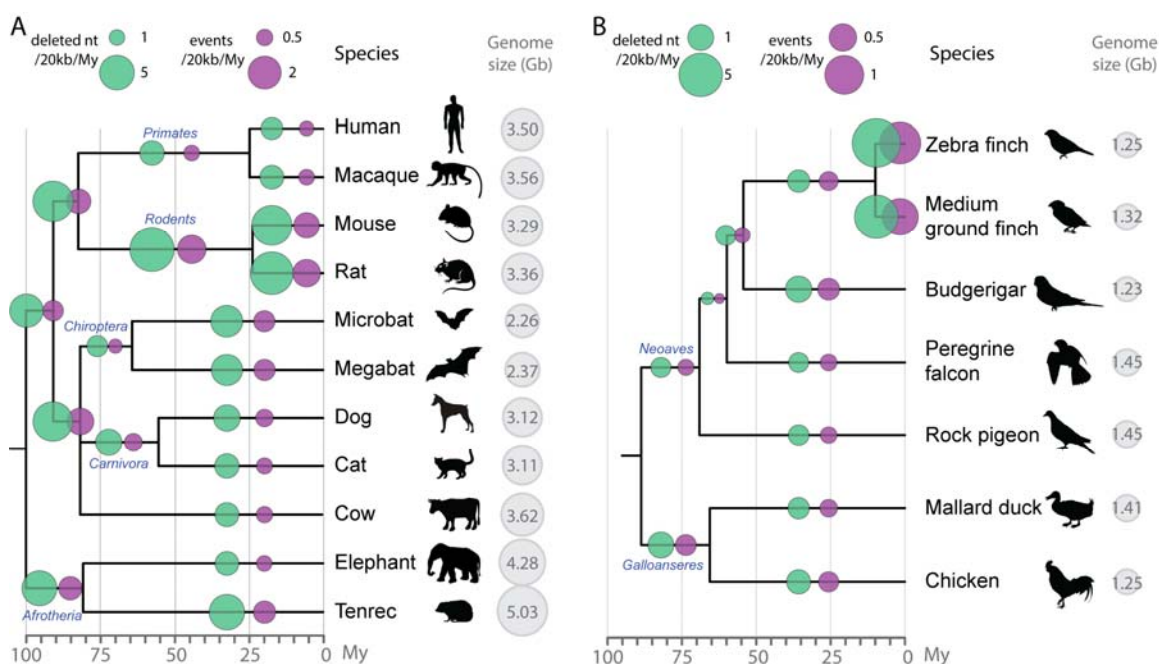 A
deleted nt
/20kb/My
1
5
events
/20kb/My
0.5
2
Species
Genome
size (Gb)
Primates
Human
3.50
Macaque
3.56
Rodents
Mouse
3.29
Rat
3.36
Chiroptera
Microbat
2.26
Megabat
2.37
Carnivora
Dog
3.12
Cat
3.11
Cow
3.62
Afrotheria
Elephant
4.28
Tenrec
5.03
100 75 50 25 0 My
B
deleted nt
/20kb/My
1
5
events
/20kb/My
0.5
1
Species
Genome
size (Gb)
Zebra finch
1.25
Medium
ground finch
1.32
Budgerigar
1.23
Neoaves
Peregrine
falcon
1.45
Rock pigeon
1.45
Mallard duck
1.41
Galloanseres
Chicken
1.25
100 75 50 25 0 My